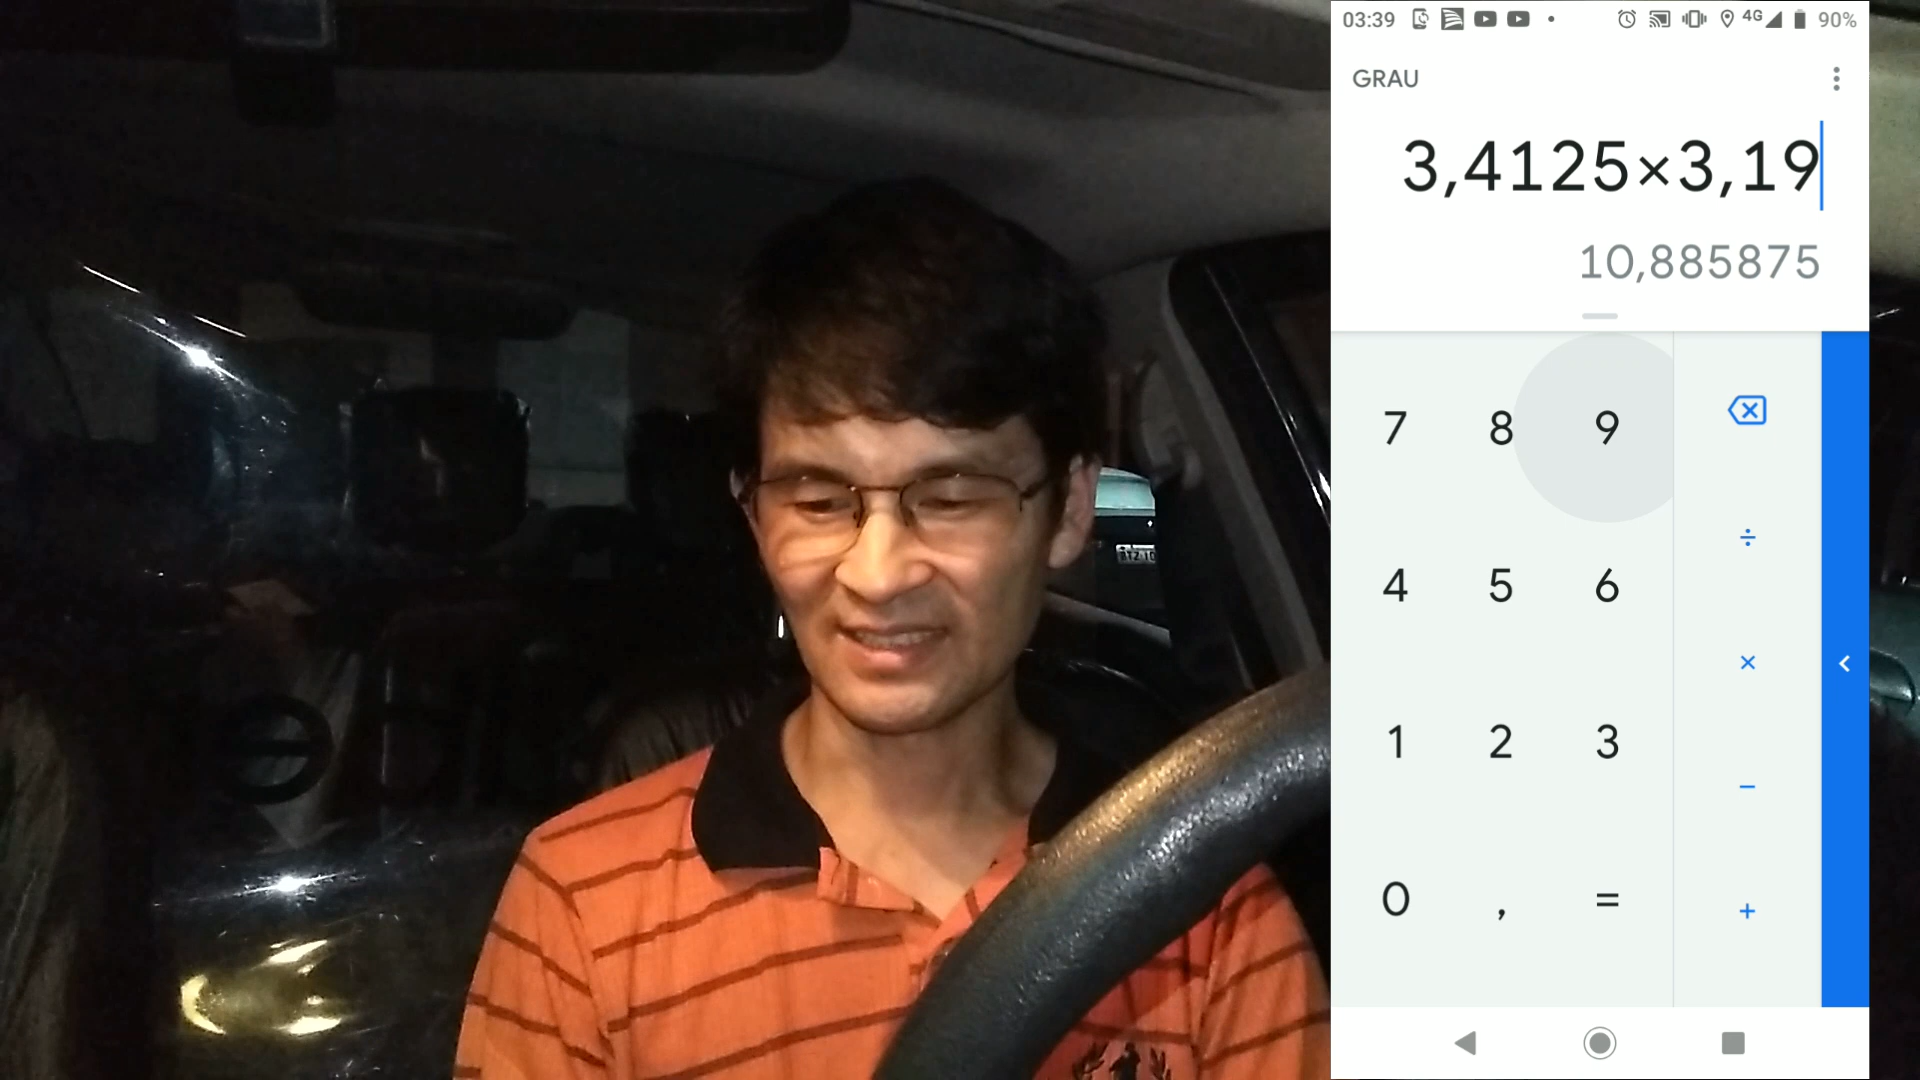 03:39 4G 90%
GRAU
3,4125×3,19
10,885875
7 8 9
÷
4 5 6
×
1 2 3
−
0 , =
+